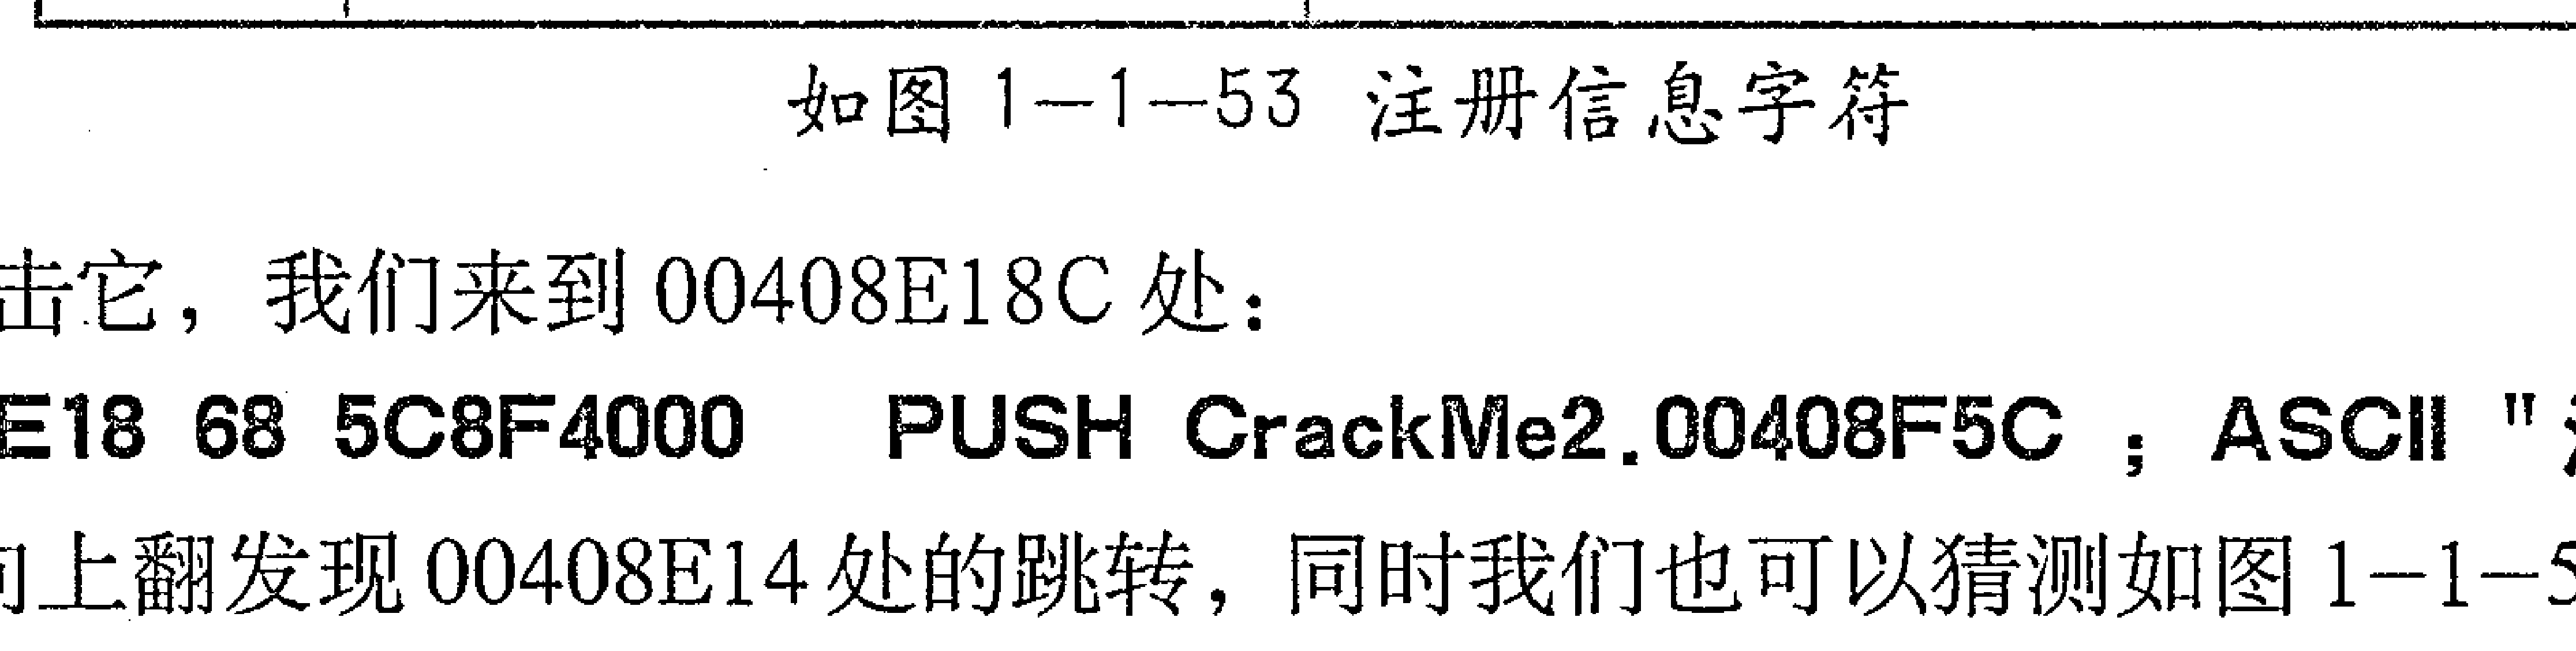 如图 1-1-53 注册信息字符
击它，我们来到 00408E18C 处：
E18 68 5C8F4000 PUSH CrackMe2.00408F5C ; ASCII "
向上翻发现 00408E14 处的跳转，同时我们也可以猜测如图 1-1-5